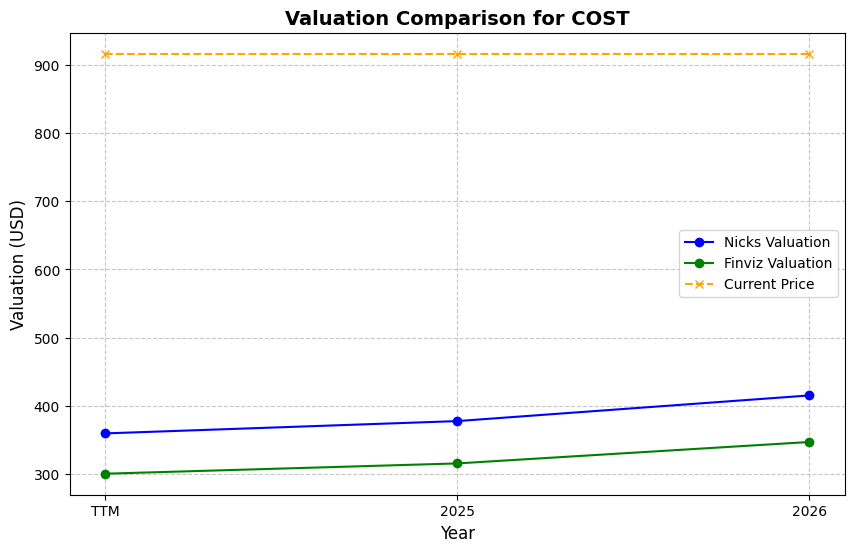 Valuation Comparison for COST
Valuation (USD)
900
800
700
600
500
400
300
Nicks Valuation
Finviz Valuation
Current Price
TTM
2025
2026
Year